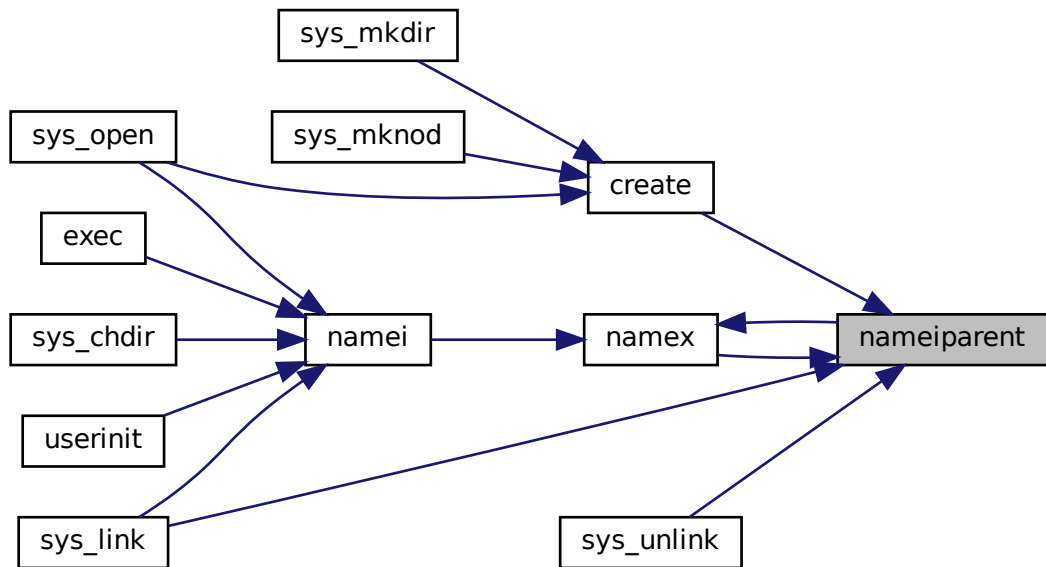 sys_mkdir
sys_open
sys_mknod
create
exec
sys_chdir
namei
namex
nameiparent
userinit
sys_link
sys_unlink